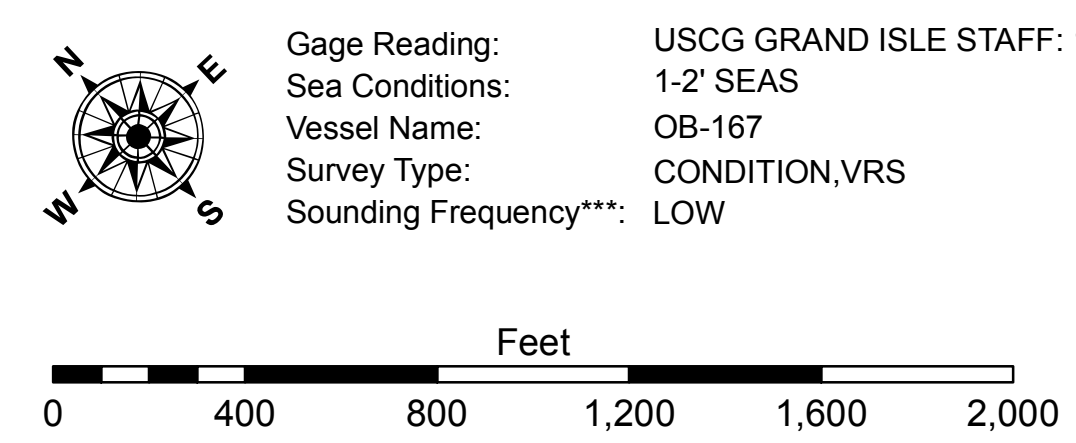 N E
W S
Gage Reading: USCG GRAND ISLE STAFF:
Sea Conditions: 1-2' SEAS
Vessel Name: OB-167
Survey Type: CONDITION,VRS
Sounding Frequency***: LOW
Feet
0 400 800 1,200 1,600 2,000